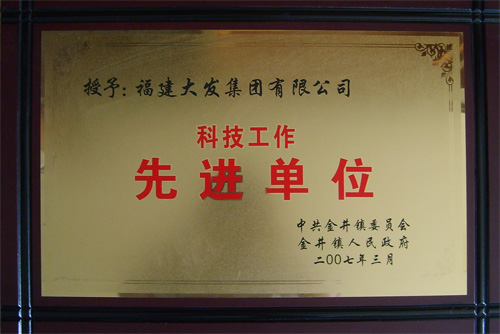 授予：福建大发集团有限公司
科技工作
先进单位
中共金井镇委员会
金井镇人民政府
二00七年三月